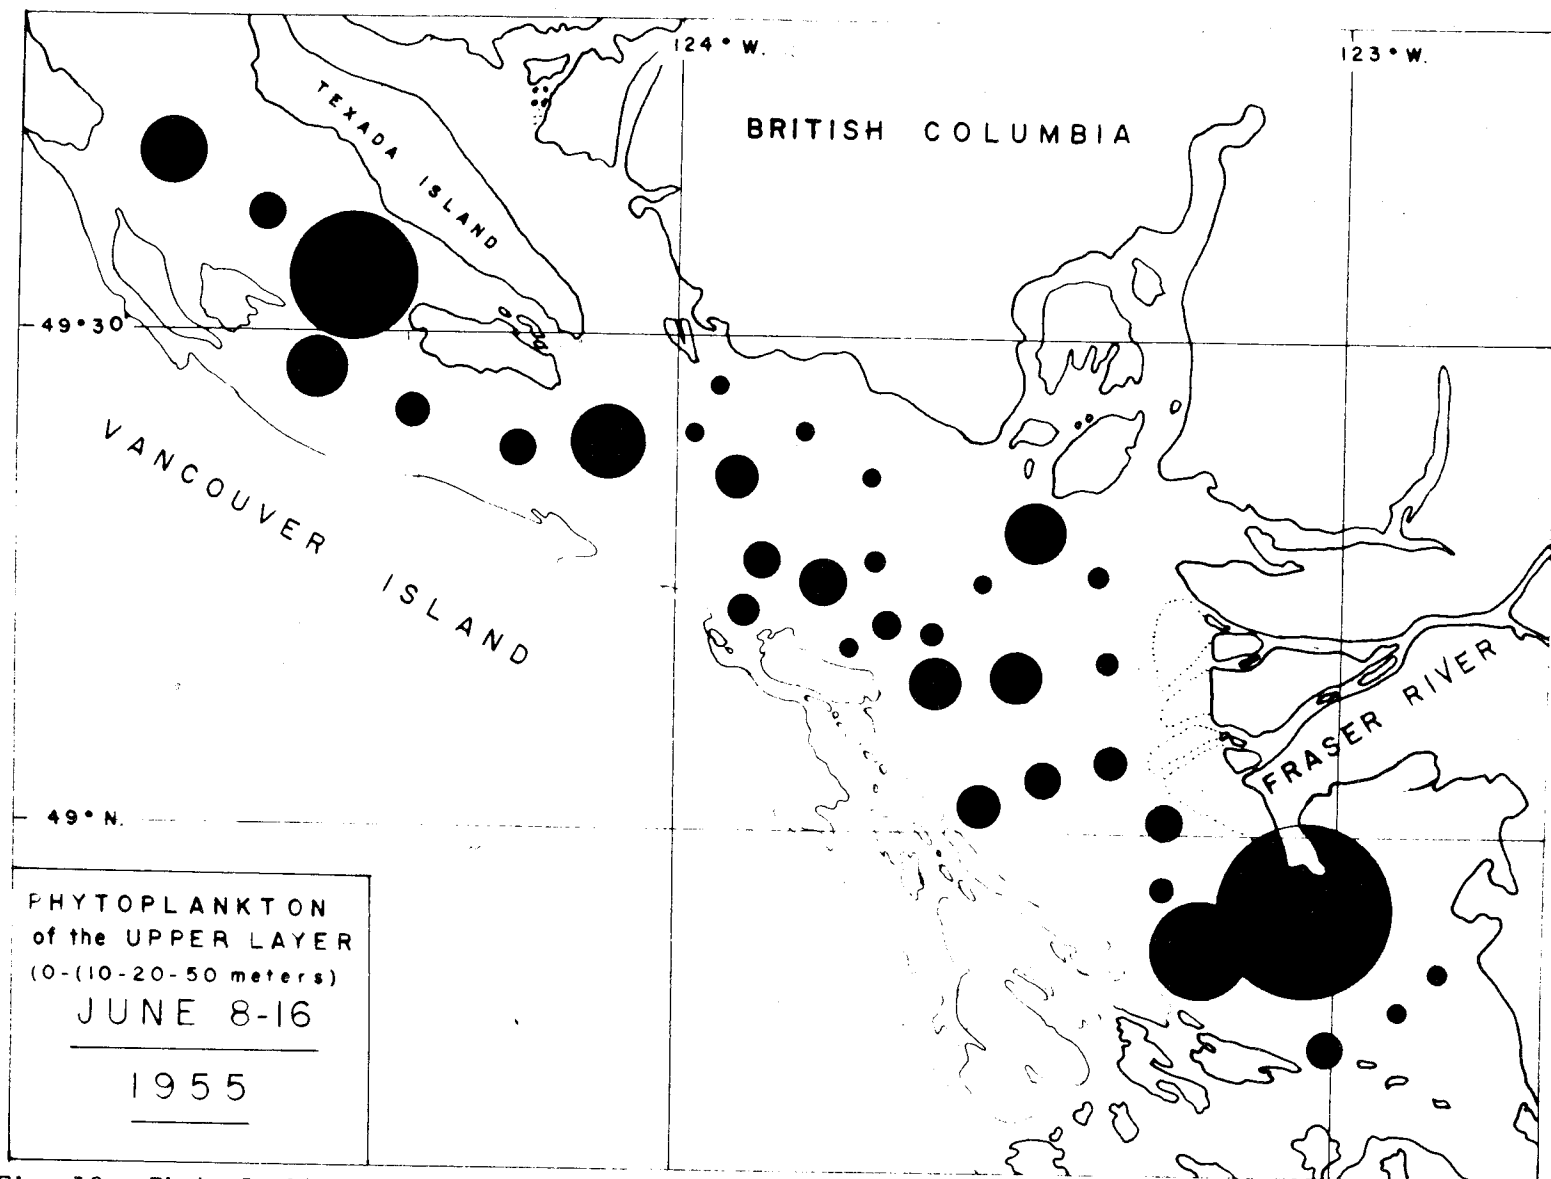 124° W.
123° W.
TEXADA ISLAND
BRITISH COLUMBIA
49°30'
VANCOUVER ISLAND
FRASER RIVER
49° N.
PHYTOPLANKTON
of the UPPER LAYER
(0-(10-20-50 meters)
JUNE 8-16
1955